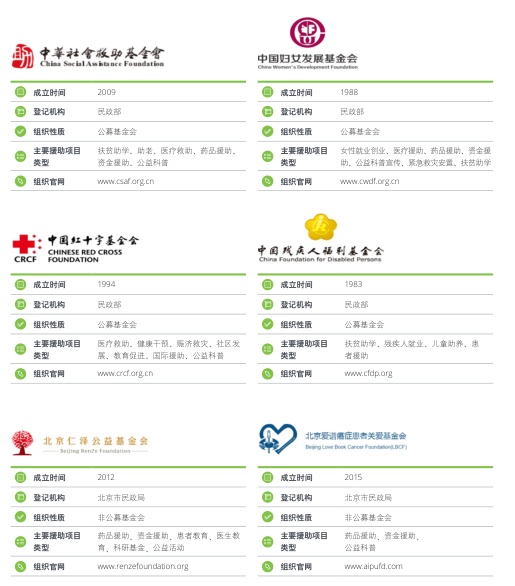 中華社會救助基金會
China Social Assistance Foundation
成立时间 2009
登记机构 民政部
组织性质 公募基金会
主要援助项目类型 扶贫助学、助老、医疗救助、药品援助、
资金援助、公益科普
组织官网 www.csaf.org.cn
中国妇女发展基金会
China Women's Development Foundation
成立时间 1988
登记机构 民政部
组织性质 公募基金会
主要援助项目类型 女性就业创业、医疗援助、药品援助、资金援
助、公益科普宣传、紧急救灾安置、扶贫助学
组织官网 www.cwdf.org.cn
CRCF
中国红十字基金会
CHINESE RED CROSS
FOUNDATION
成立时间 1994
登记机构 民政部
组织性质 公募基金会
主要援助项目类型 医疗救助、健康干预、赈济救灾、社区发
展、教育促进、国际援助、公益科普
组织官网 www.crcf.org.cn
中国残疾人福利基金会
China Foundation for Disabled Persons
成立时间 1983
登记机构 民政部
组织性质 公募基金会
主要援助项目类型 扶贫助学、残疾人就业、儿童助养、患
者援助
组织官网 www.cfdp.org
北京仁泽公益基金会
Beijing RenZe Foundation
成立时间 2012
登记机构 北京市民政局
组织性质 非公募基金会
主要援助项目类型 药品援助、资金援助、患者教育、医生教
育、科研基金、公益活动
组织官网 www.renzefoundation.org
北京爱谱癌症患者关爱基金会
Beijing Love Book Cancer Foundation(LBCF)
成立时间 2015
登记机构 北京市民政局
组织性质 非公募基金会
主要援助项目类型 药品援助、资金援助、
公益科普
组织官网 www.aipufd.com